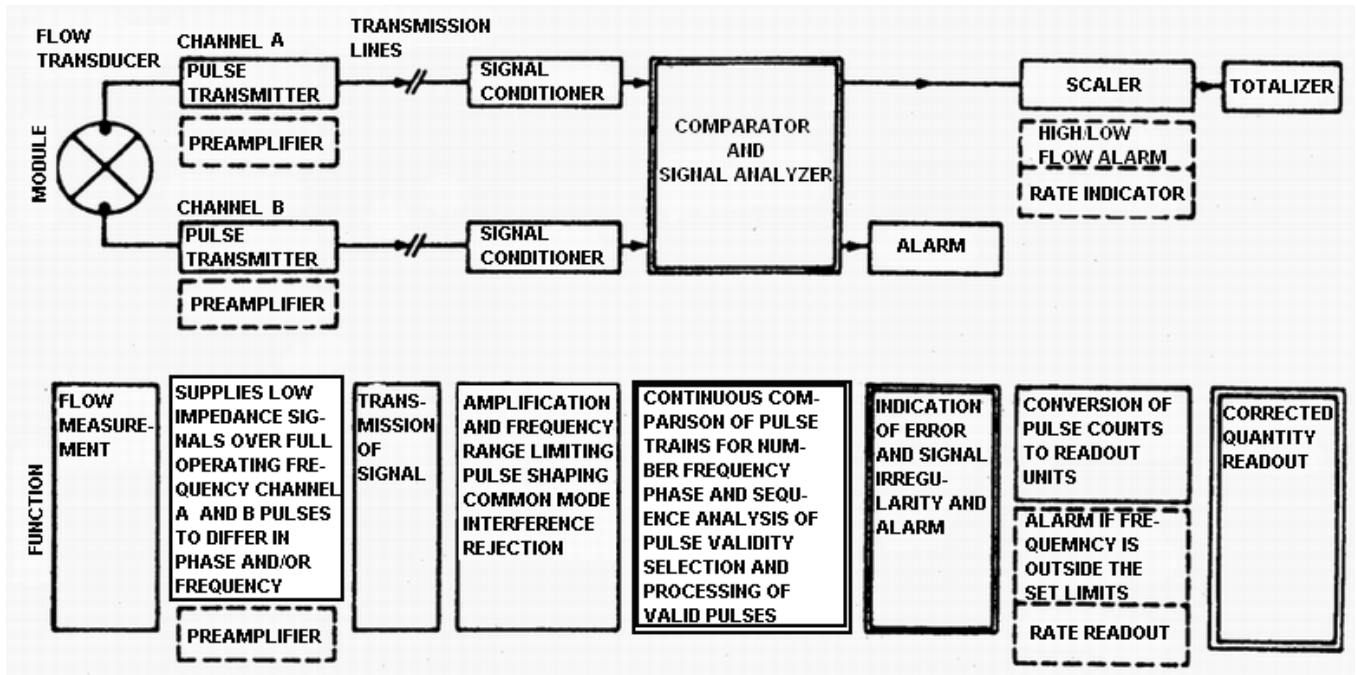 FLOW
TRANSDUCER
CHANNEL A
PULSE
TRANSMITTER
PREAMPLIFIER
TRANSMISSION
LINES
SIGNAL
CONDITIONER
COMPARATOR
AND
SIGNAL ANALYZER
SCALER
TOTALIZER
HIGH/LOW
FLOW ALARM
RATE INDICATOR
MODULE
CHANNEL B
PULSE
TRANSMITTER
PREAMPLIFIER
SIGNAL
CONDITIONER
ALARM
FUNCTION
FLOW
MEASURE-
MENT
SUPPLIES LOW
IMPEDANCE SIG-
NALS OVER FULL
OPERATING FRE-
QUENCY CHANNEL
A AND B PULSES
TO DIFFER IN
PHASE AND/OR
FREQUENCY
PREAMPLIFIER
TRANS-
MISSION
OF
SIGNAL
AMPLIFICATION
AND FREQUENCY
RANGE LIMITING
PULSE SHAPING
COMMON MODE
INTERFERENCE
REJECTION
CONTINUOUS COM-
PARISON OF PULSE
TRAINS FOR NUM-
BER FREQUENCY
PHASE AND SEQU-
ENCE ANALYSIS OF
PULSE VALIDITY
SELECTION AND
PROCESSING OF
VALID PULSES
INDICATION
OF ERROR
AND SIGNAL
IRREGU-
LARITY AND
ALARM
CONVERSION OF
PULSE COUNTS
TO READOUT
UNITS
ALARM IF FRE-
QUEMNCY IS
OUTSIDE THE
SET LIMITS
RATE READOUT
CORRECTED
QUANTITY
READOUT